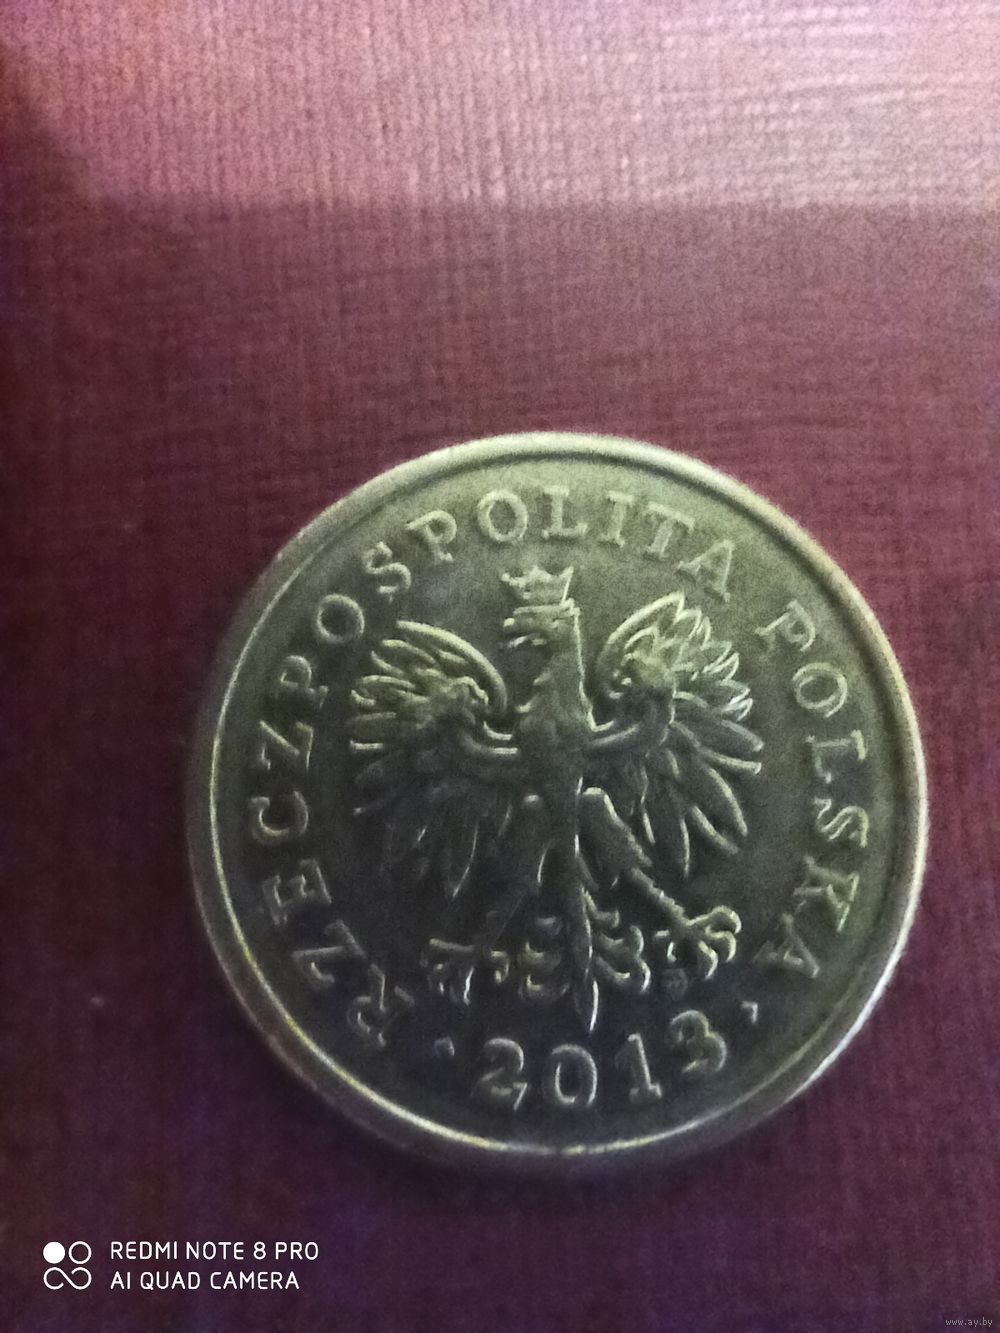 RZECZPOSPOLITA POLSKA
· 2013 ·
REDMI NOTE 8 PRO
AI QUAD CAMERA
www.ay.by